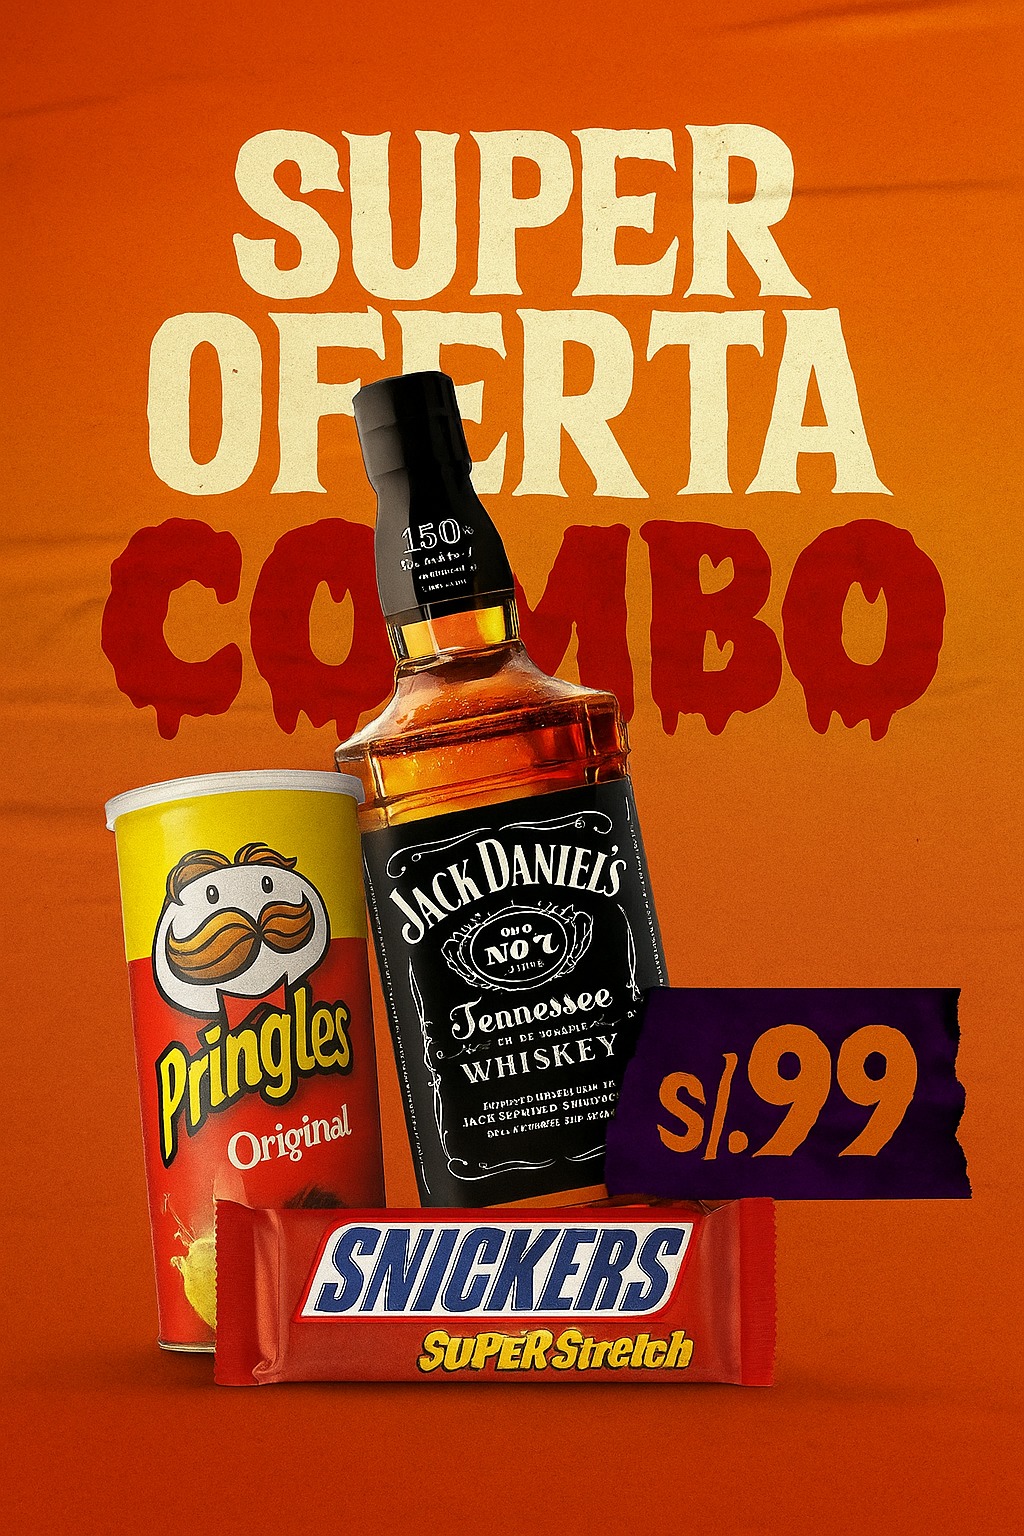 SUPER
OFERTA
COMBO
150
JACK DANIEL'S
NO 7
Tennessee
WHISKEY
Pringles
Original
S/.99
SNICKERS
SUPER Stretch